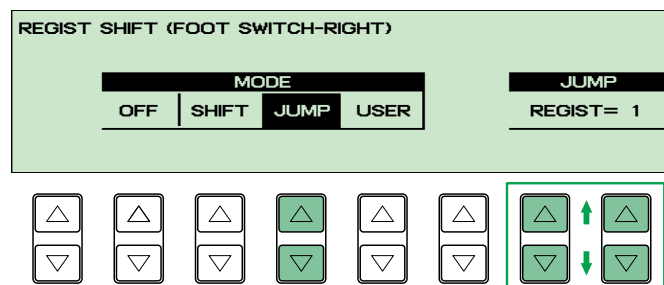 REGIST SHIFT (FOOT SWITCH-RIGHT)
MODE
JUMP
OFF SHIFT JUMP USER
REGIST= 1